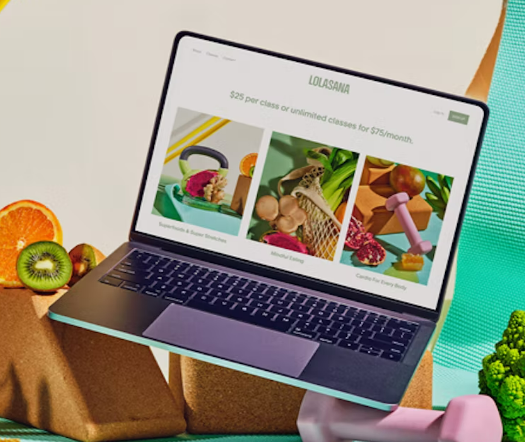 LOLASANA
$25 per class or unlimited classes for $75/month.
Superfoods & Super Stretches
Mindful Eating
Cardio For Every Body